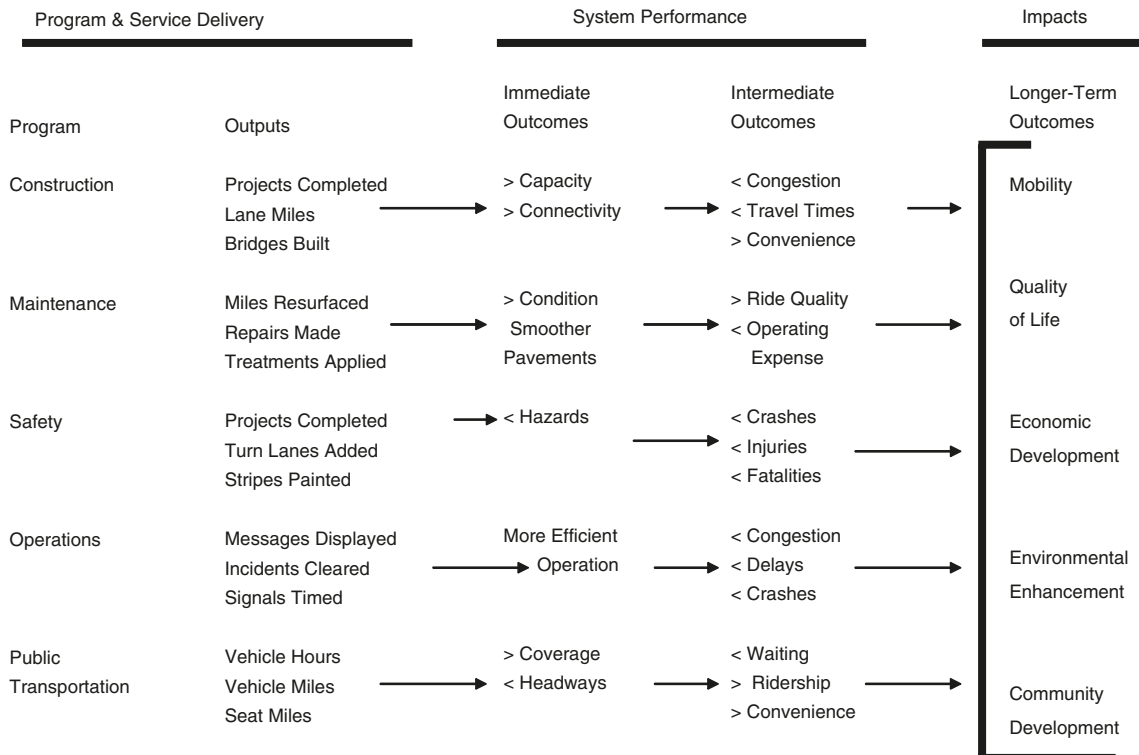 Program & Service Delivery
System Performance
Impacts
Program
Outputs
Immediate
Outcomes
Intermediate
Outcomes
Longer-Term
Outcomes
Construction
Projects Completed
Lane Miles
Bridges Built
> Capacity
> Connectivity
< Congestion
< Travel Times
> Convenience
Mobility
Maintenance
Miles Resurfaced
Repairs Made
Treatments Applied
> Condition
Smoother
Pavements
> Ride Quality
< Operating
Expense
Quality
of Life
Safety
Projects Completed
Turn Lanes Added
Stripes Painted
< Hazards
< Crashes
< Injuries
< Fatalities
Economic
Development
Operations
Messages Displayed
Incidents Cleared
Signals Timed
More Efficient
Operation
< Congestion
< Delays
< Crashes
Environmental
Enhancement
Public
Transportation
Vehicle Hours
Vehicle Miles
Seat Miles
> Coverage
< Headways
< Waiting
> Ridership
> Convenience
Community
Development